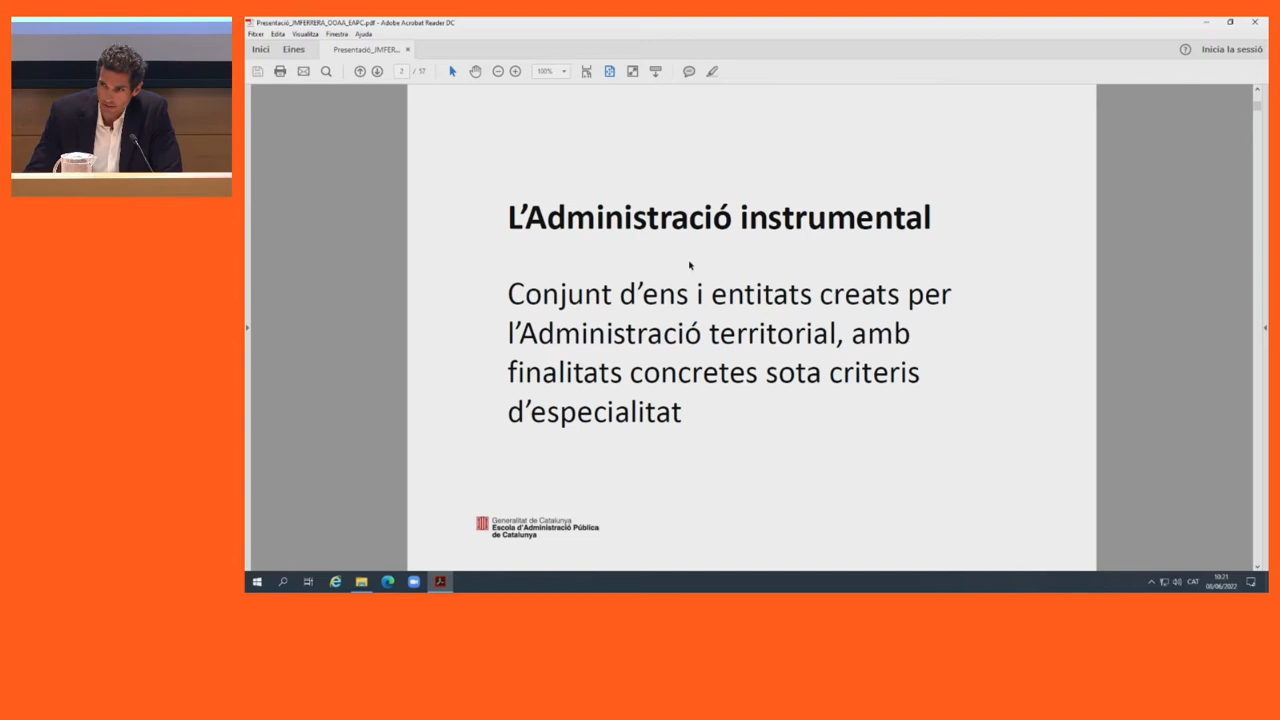 Presentació_JMFERRERA_OOAA_EAPC.pdf - Adobe Acrobat Reader DC
Fitxer Edita Visualitza Finestra Ajuda
Inici Eines Presentació_JMFER... × Inicia la sessió
2 / 57 100%
L’Administració instrumental
Conjunt d’ens i entitats creats per
l’Administració territorial, amb
finalitats concretes sota criteris
d’especialitat
Generalitat de Catalunya
Escola d’Administració Pública
de Catalunya
CAT
10:21
08/06/2022